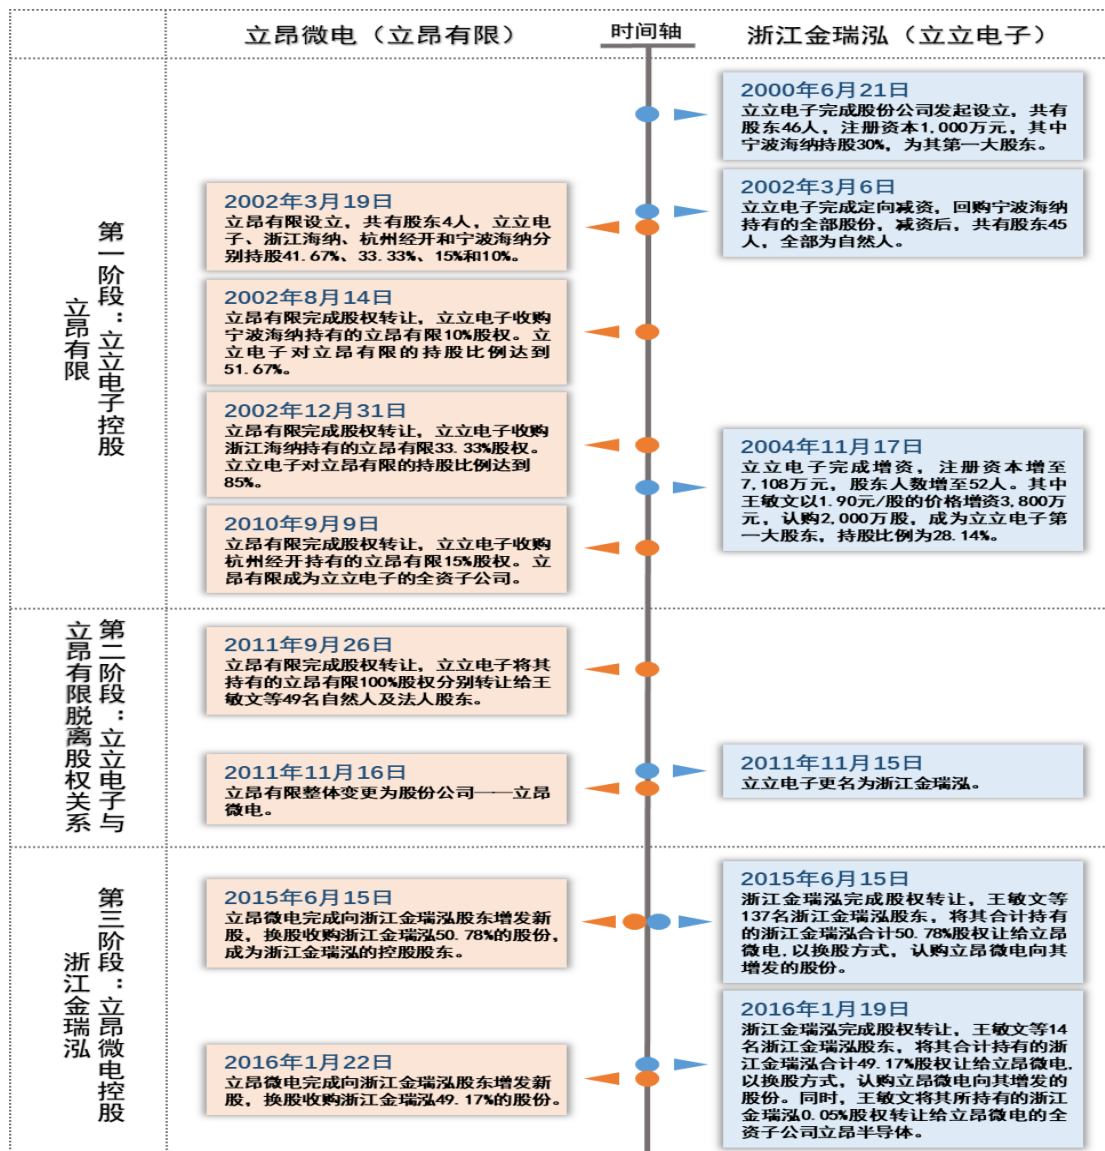 立昂微电（立昂有限）
时间轴
浙江金瑞泓（立立电子）
第一阶段：立立电子控股
立昂有限
2000年6月21日
立立电子完成股份公司发起设立，共有
股东46人，注册资本1,000万元，其中
宁波海纳持股30%，为其第一大股东。
2002年3月6日
立立电子完成定向减资，回购宁波海纳
持有的全部股份，减资后，共有股东45
人，全部为自然人。
2002年3月19日
立昂有限设立，共有股东4人，立立电
子、浙江海纳、杭州经开和宁波海纳分
别持股41.67%、33.33%、15%和10%。
2002年8月14日
立昂有限完成股权转让，立立电子收购
宁波海纳持有的立昂有限10%股权。立
立电子对立昂有限的持股比例达到
51.67%。
2002年12月31日
立昂有限完成股权转让，立立电子收购
浙江海纳持有的立昂有限33.33%股权。
立立电子对立昂有限的持股比例达到
85%。
2004年11月17日
立立电子完成增资，注册资本增至
7,108万元，股东人数增至52人。其中
王敏文以1.90元/股的价格增资3,800万
元，认购2,000万股，成为立立电子第
一大股东，持股比例为28.14%。
2010年9月9日
立昂有限完成股权转让，立立电子收购
杭州经开持有的立昂有限15%股权。立
昂有限成为立立电子的全资子公司。
第二阶段：立立电子与
立昂有限脱离股权关系
2011年9月26日
立昂有限完成股权转让，立立电子将其
持有的立昂有限100%股权分别转让给王
敏文等49名自然人及法人股东。
2011年11月15日
立立电子更名为浙江金瑞泓。
2011年11月16日
立昂有限整体变更为股份公司——立昂
微电。
第三阶段：立昂微电控股
浙江金瑞泓
2015年6月15日
立昂微电完成向浙江金瑞泓股东增发新
股，换股收购浙江金瑞泓50.78%的股份，
成为浙江金瑞泓的控股股东。
2015年6月15日
浙江金瑞泓完成股权转让，王敏文等
137名浙江金瑞泓股东，将其合计持有
的浙江金瑞泓合计50.78%股权让给立昂
微电,以换股方式，认购立昂微电向其
增发的股份。
2016年1月19日
浙江金瑞泓完成股权转让，王敏文等14
名浙江金瑞泓股东，将其合计持有的浙
江金瑞泓合计49.17%股权让给立昂微电,
以换股方式，认购立昂微电向其增发的
股份。同时，王敏文将其所持有的浙江
金瑞泓0.05%股权转让给立昂微电的全
资子公司立昂半导体。
2016年1月22日
立昂微电完成向浙江金瑞泓股东增发新
股，换股收购浙江金瑞泓49.17%的股份。